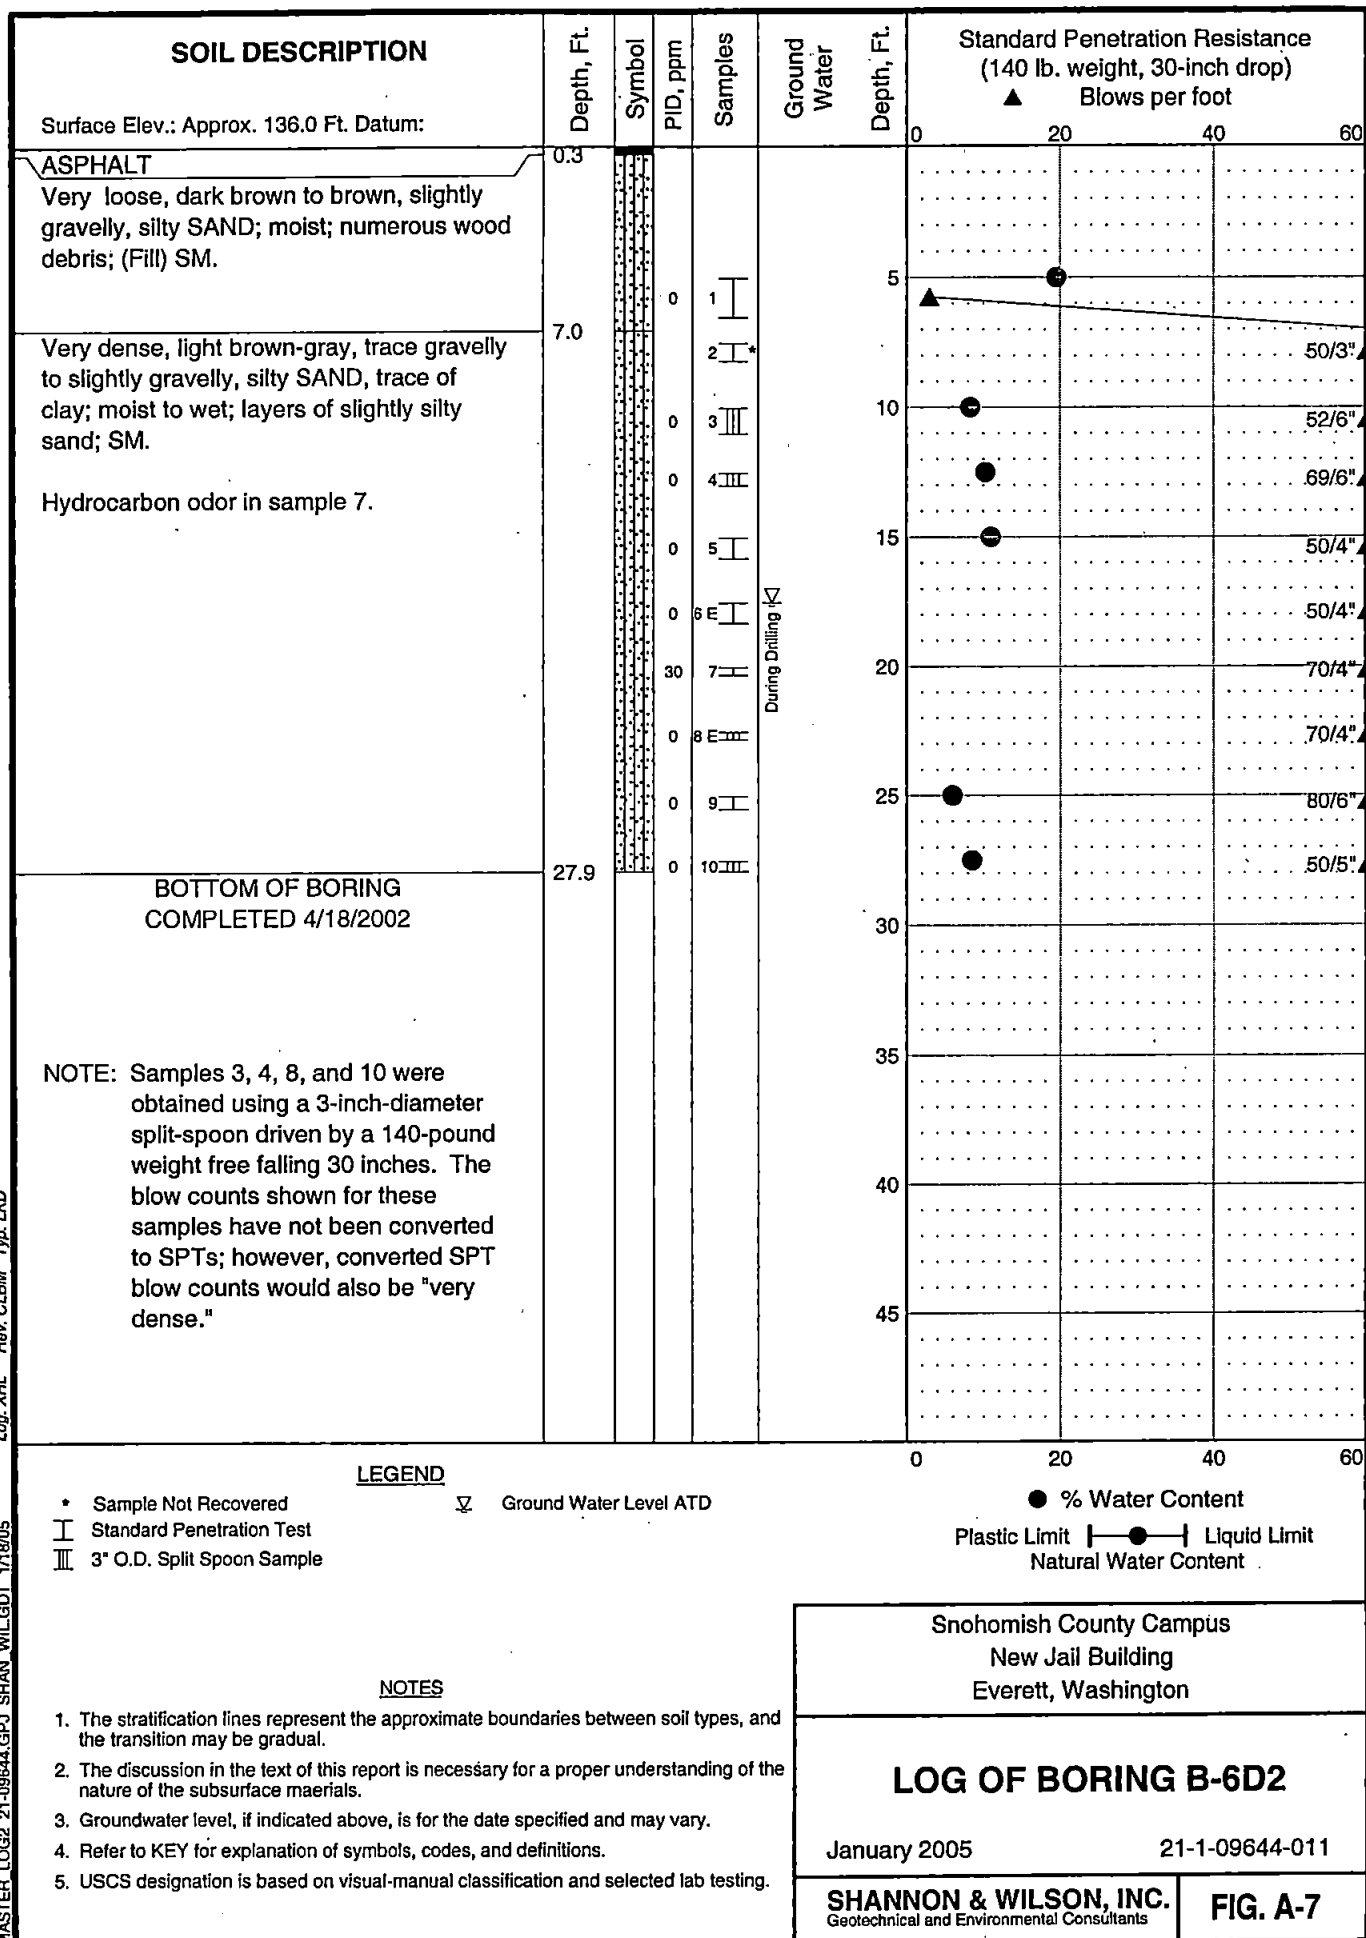 SOIL DESCRIPTION
Surface Elev.: Approx. 136.0 Ft. Datum:
Depth, Ft.
Symbol
PID, ppm
Samples
Ground
Water
Depth, Ft.
Standard Penetration Resistance
(140 lb. weight, 30-inch drop)
▲ Blows per foot
0 20 40 60
ASPHALT
0.3
Very loose, dark brown to brown, slightly
gravelly, silty SAND; moist; numerous wood
debris; (Fill) SM.
0 1
5
7.0
Very dense, light brown-gray, trace gravelly
to slightly gravelly, silty SAND, trace of
clay; moist to wet; layers of slightly silty
sand; SM.
Hydrocarbon odor in sample 7.
2 * 50/3"
0 3 10 52/6"
0 4 69/6"
0 5 15 50/4"
0 6 E 50/4"
During Drilling
30 7 20 70/4"
0 8 E 70/4"
0 9 25 80/6"
0 10 50/5"
27.9
BOTTOM OF BORING
COMPLETED 4/18/2002
30
35
40
45
NOTE: Samples 3, 4, 8, and 10 were
obtained using a 3-inch-diameter
split-spoon driven by a 140-pound
weight free falling 30 inches. The
blow counts shown for these
samples have not been converted
to SPTs; however, converted SPT
blow counts would also be "very
dense."
0 20 40 60
LEGEND
* Sample Not Recovered
Standard Penetration Test
3" O.D. Split Spoon Sample
Ground Water Level ATD
● % Water Content
Plastic Limit Liquid Limit
Natural Water Content
NOTES
1. The stratification lines represent the approximate boundaries between soil types, and
the transition may be gradual.
2. The discussion in the text of this report is necessary for a proper understanding of the
nature of the subsurface maerials.
3. Groundwater level, if indicated above, is for the date specified and may vary.
4. Refer to KEY for explanation of symbols, codes, and definitions.
5. USCS designation is based on visual-manual classification and selected lab testing.
Snohomish County Campus
New Jail Building
Everett, Washington
LOG OF BORING B-6D2
January 2005 21-1-09644-011
SHANNON & WILSON, INC.
Geotechnical and Environmental Consultants
FIG. A-7
MASTER LOG2 21-09644.GPJ SHAN_WIL.GDT 1/18/05